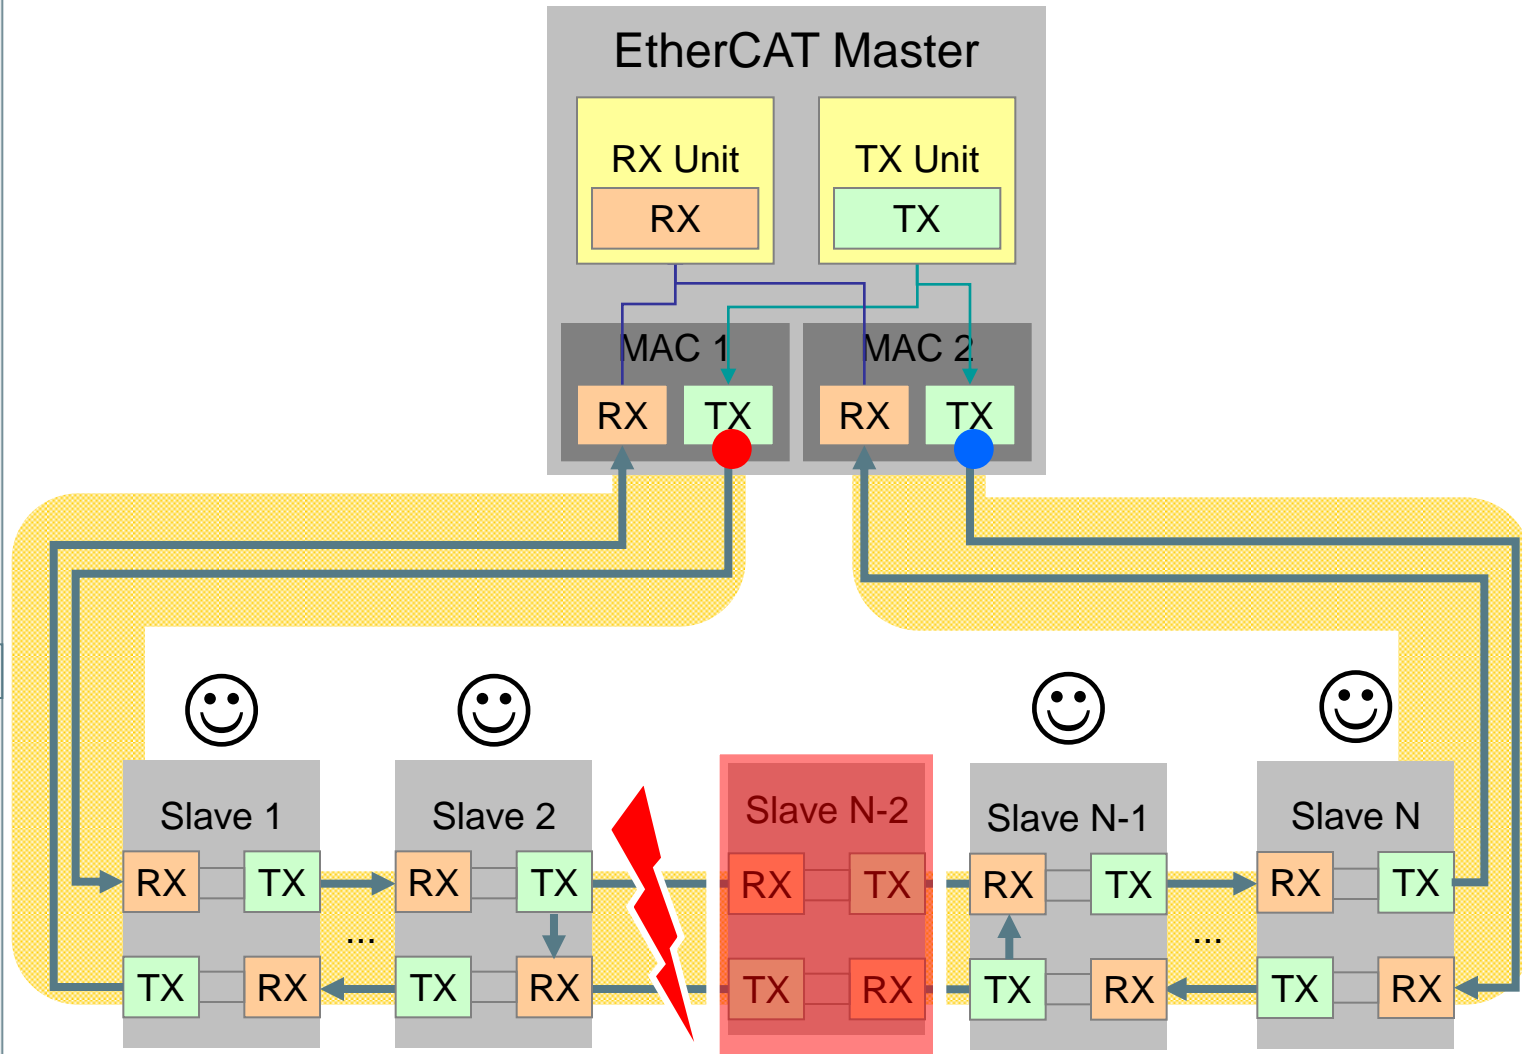 EtherCAT Master
RX Unit
TX Unit
RX
TX
MAC 1
MAC 2
RX
TX
RX
TX
Slave 1
Slave 2
Slave N-2
Slave N-1
Slave N
RX
TX
RX
TX
RX
TX
RX
TX
RX
TX
...
...
TX
RX
TX
RX
TX
RX
TX
RX
TX
RX